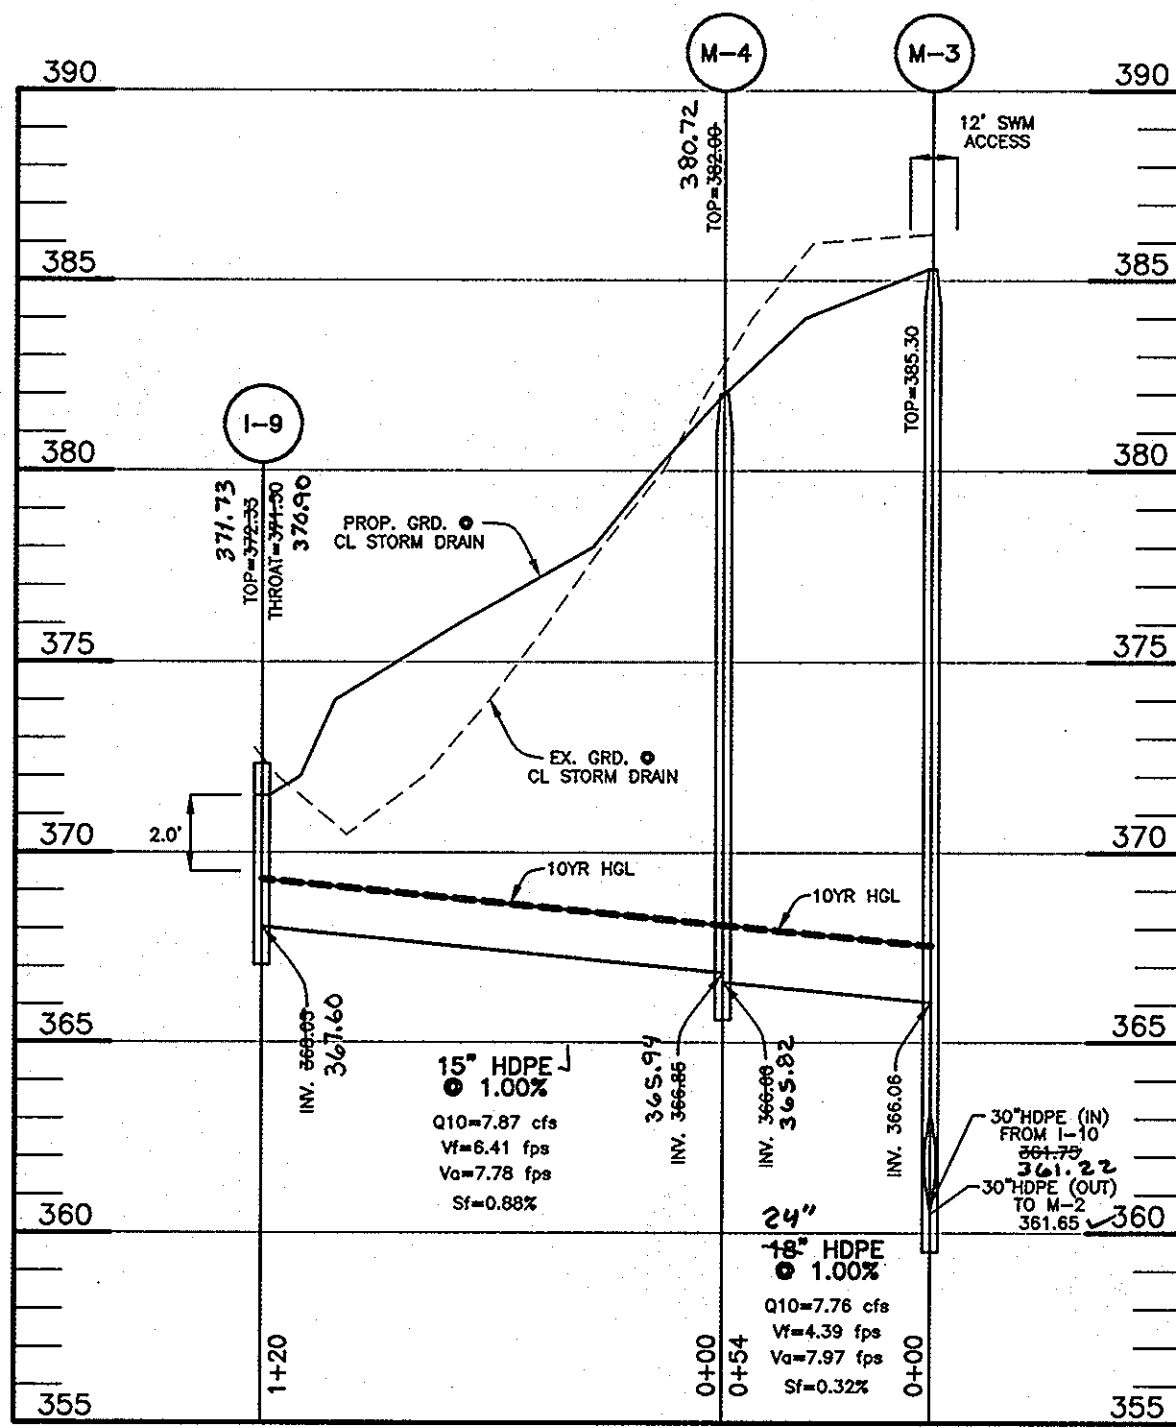 M-4
M-3
390
390
12' SWM
ACCESS
380.72
TOP=382.00
385
385
TOP=385.30
I-9
380
380
371.73
TOP=372.33
THROAT=371.50
370.90
PROP. GRD. @
CL STORM DRAIN
375
375
EX. GRD. @
CL STORM DRAIN
2.0'
370
370
10YR HGL
10YR HGL
365
365
INV. 368.05
367.60
15" HDPE
@ 1.00%
Q10=7.87 cfs
Vf=6.41 fps
Va=7.78 fps
Sf=0.88%
365.94
INV. 366.85
INV.
365.82
INV. 366.06
30"HDPE (IN)
FROM I-10
361.75
361.22
30"HDPE (OUT)
TO M-2
361.65 ✓
360
360
24"
18" HDPE
@ 1.00%
Q10=7.76 cfs
Vf=4.39 fps
Va=7.97 fps
Sf=0.32%
1+20
0+00
0+54
0+00
355
355